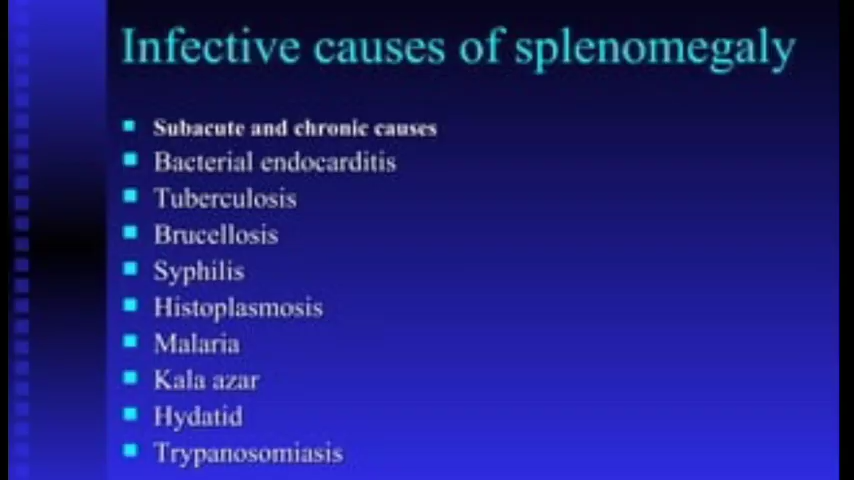 Infective causes of splenomegaly
Subacute and chronic causes
Bacterial endocarditis
Tuberculosis
Brucellosis
Syphilis
Histoplasmosis
Malaria
Kala azar
Hydatid
Trypanosomiasis